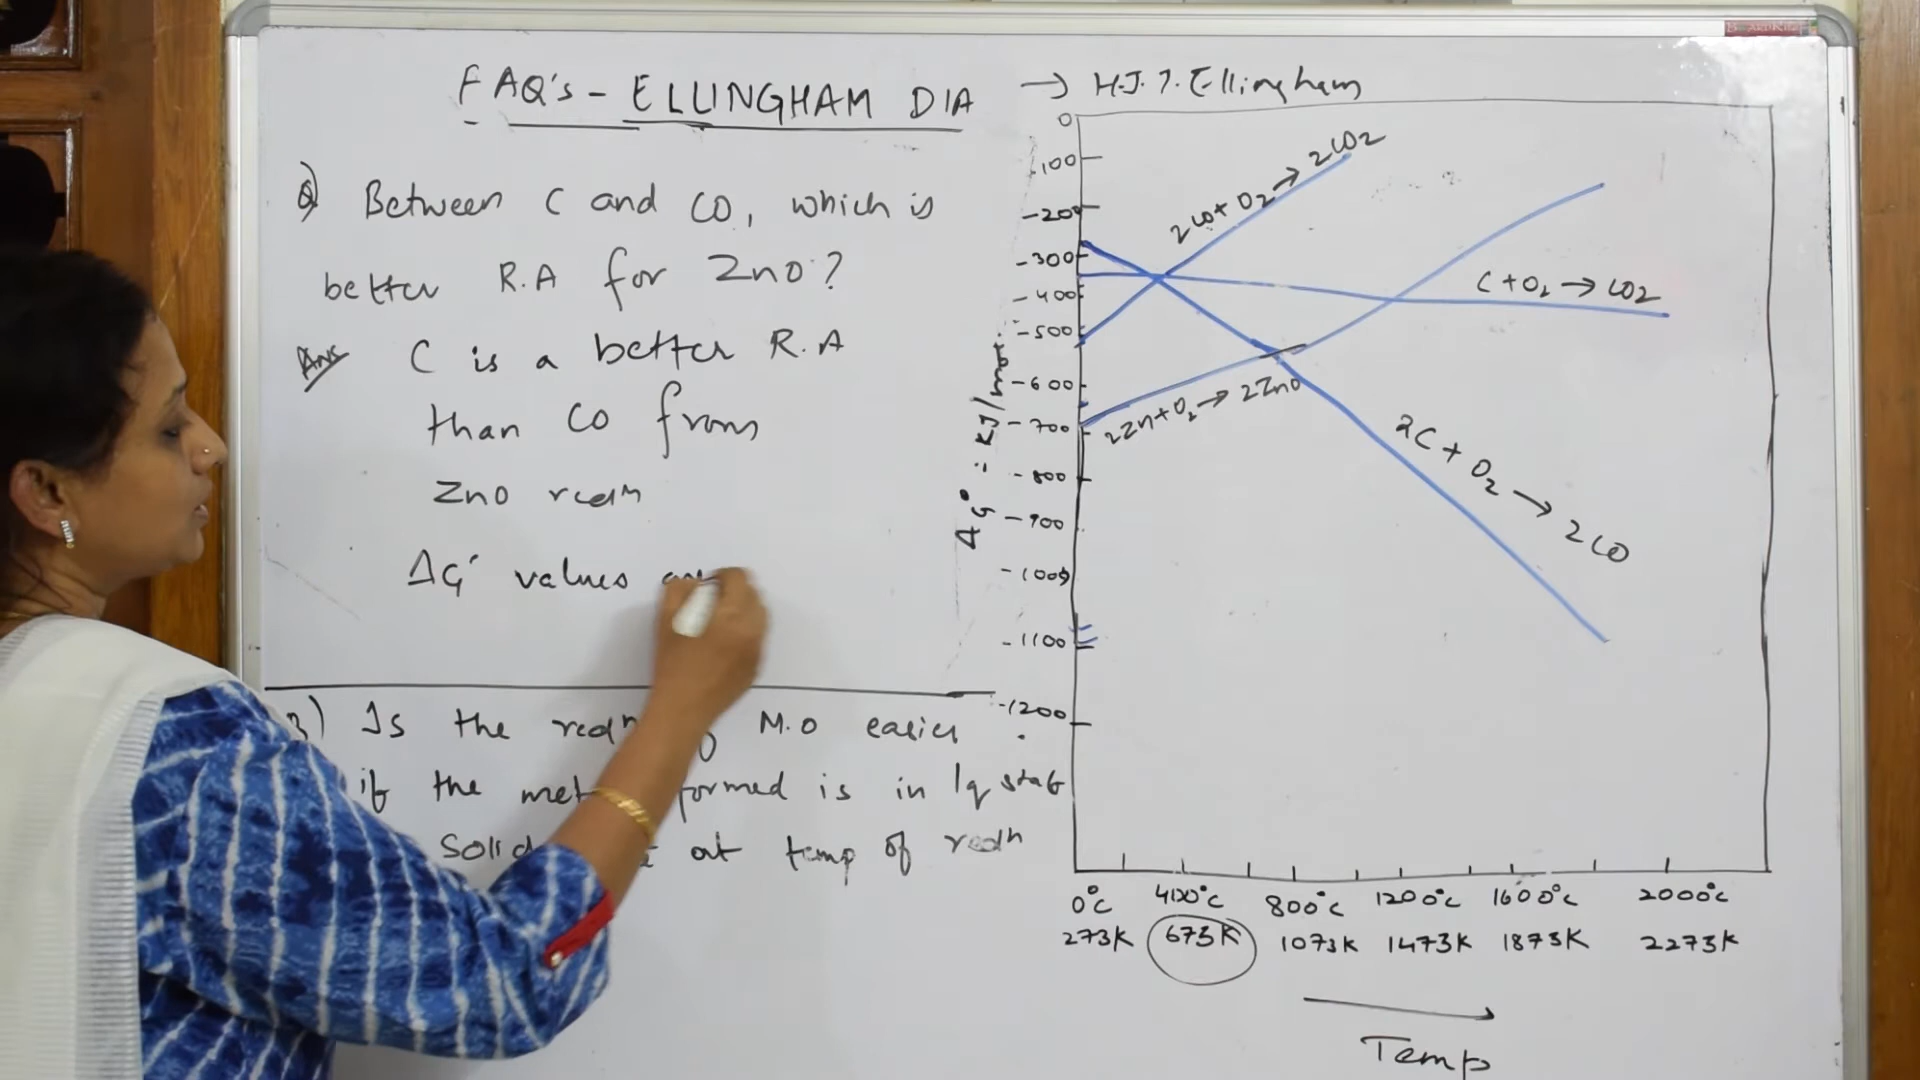 FAQ's - ELLINGHAM DIA → H.J.T. Ellingham
Q) Between C and CO, which is
better R.A for ZnO?
Ans C is a better R.A
than CO from
ZnO redn
ΔG° values
3) Is the redn M.O easier
if the met formed is in lq state
Solid at temp of redn
0
-100
-200
-300
-400
-500
-600
-700
-800
-900
-1000
-1100
-1200
ΔG° = KJ/mol
2CO + O2 → 2CO2
C + O2 → CO2
2Zn + O2 → 2ZnO
2C + O2 → 2CO
0°C 400°C 800°C 1200°C 1600°C 2000°C
273K 673K 1073K 1473K 1873K 2273K
Temp